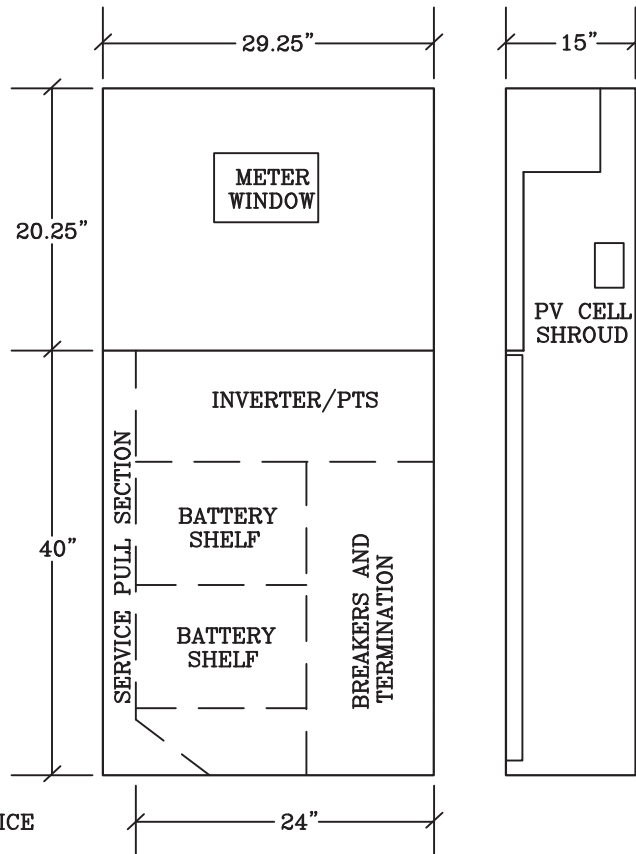 29.25”
15”
METER
WINDOW
20.25”
PV CELL
SHROUD
INVERTER/PTS
SERVICE PULL SECTION
BATTERY
SHELF
40”
BREAKERS AND
TERMINATION
BATTERY
SHELF
ICE
24”